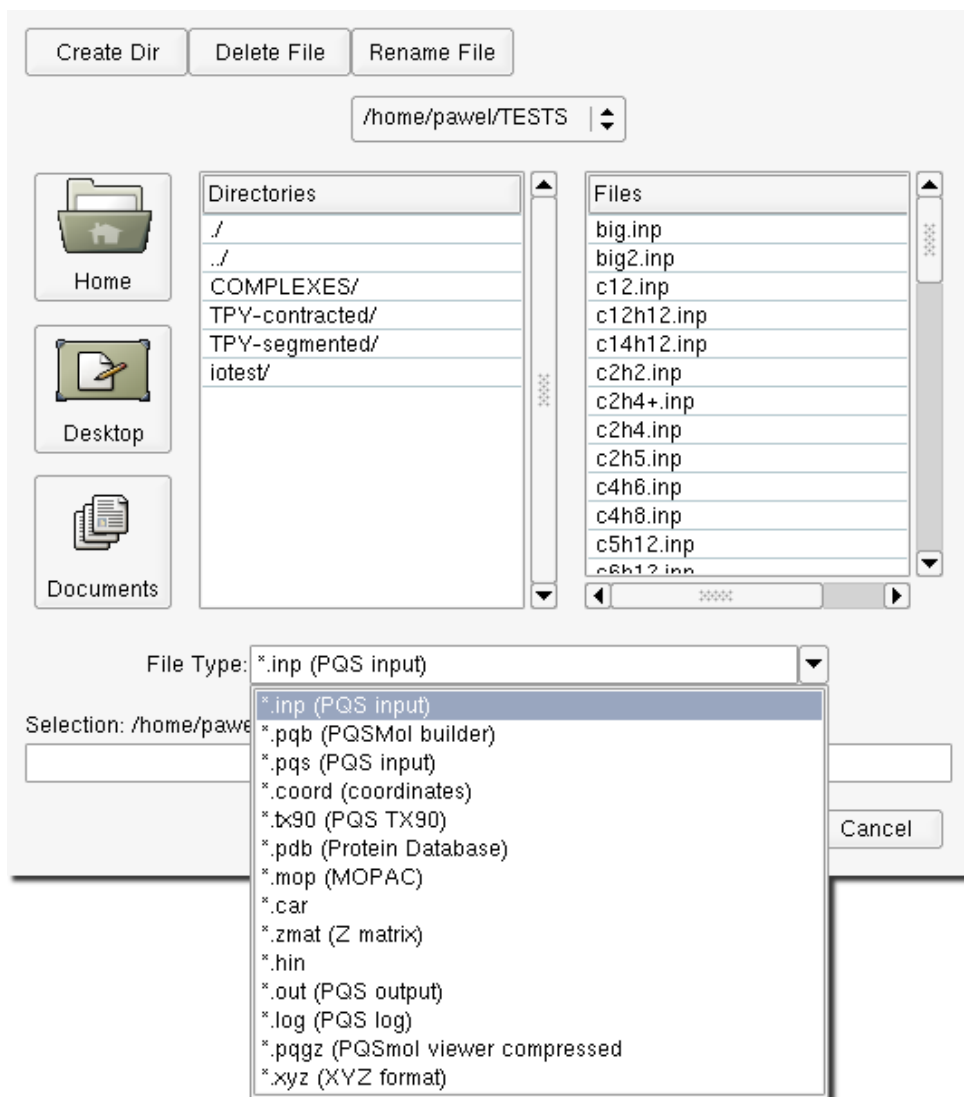 Create Dir
Delete File
Rename File
/home/pawel/TESTS
Home
Desktop
Documents
Directories
./
../
COMPLEXES/
TPY-contracted/
TPY-segmented/
iotest/
Files
big.inp
big2.inp
c12.inp
c12h12.inp
c14h12.inp
c2h2.inp
c2h4+.inp
c2h4.inp
c2h5.inp
c4h6.inp
c4h8.inp
c5h12.inp
c6h12.inp
File Type: *.inp (PQS input)
*.inp (PQS input)
*.pqb (PQSMol builder)
*.pqs (PQS input)
*.coord (coordinates)
*.tx90 (PQS TX90)
*.pdb (Protein Database)
*.mop (MOPAC)
*.car
*.zmat (Z matrix)
*.hin
*.out (PQS output)
*.log (PQS log)
*.pqgz (PQSmol viewer compressed
*.xyz (XYZ format)
Selection: /home/pawe
Cancel